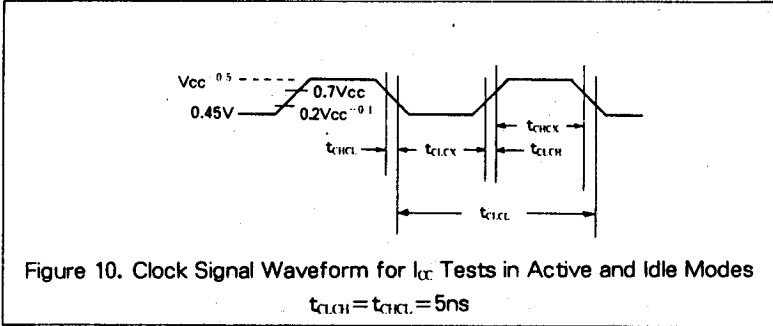 Vcc -0.5
0.7Vcc
0.45V
0.2Vcc -0.1
tCHCX
tCHCL
tCLCX
tCLCH
tCLCL
Figure 10. Clock Signal Waveform for Icc Tests in Active and Idle Modes
tCLCH=tCHCL=5ns